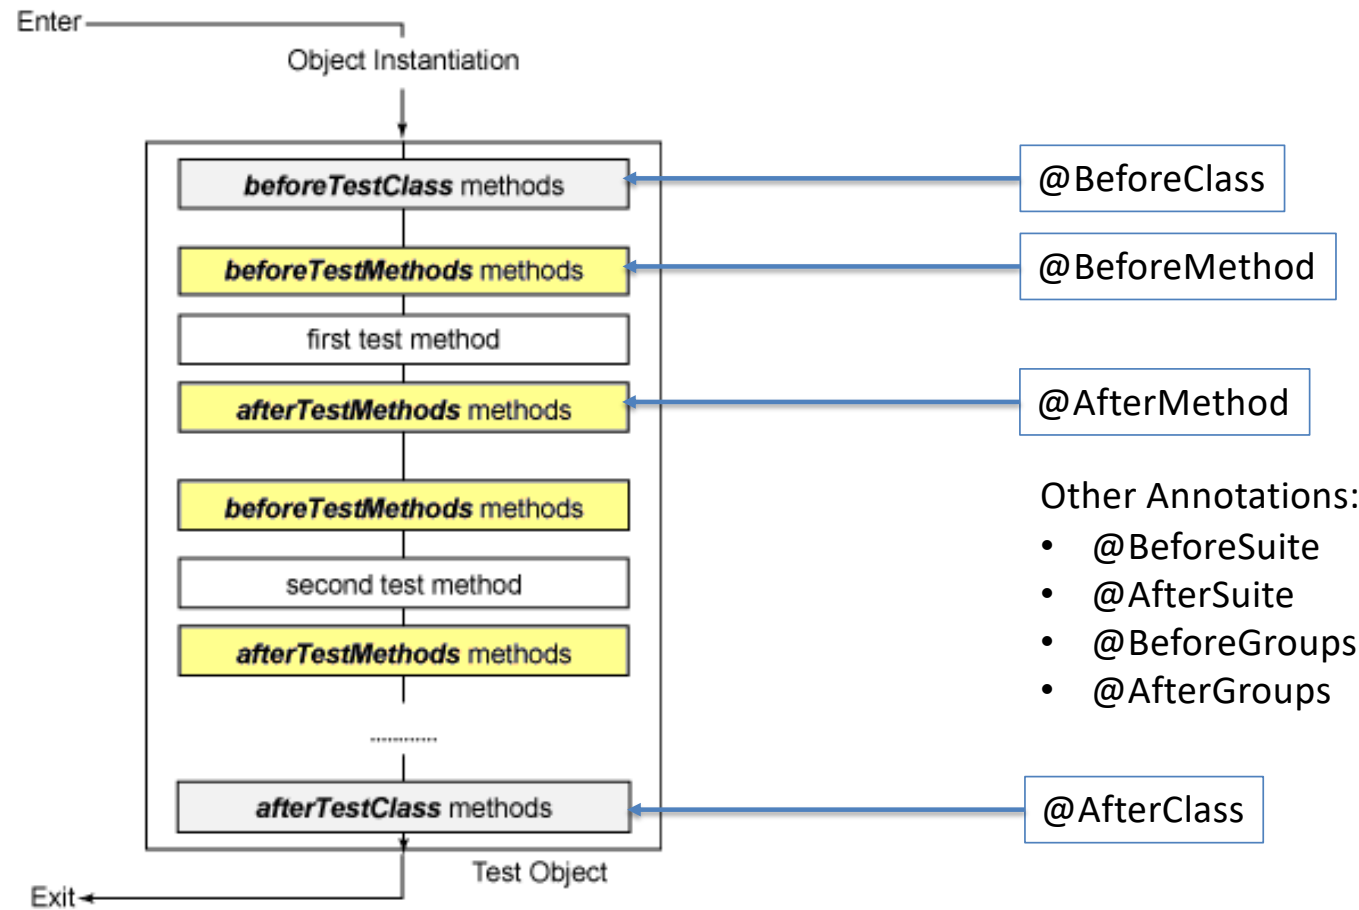 Enter
Object Instantiation
beforeTestClass methods
@BeforeClass
beforeTestMethods methods
@BeforeMethod
first test method
afterTestMethods methods
@AfterMethod
beforeTestMethods methods
second test method
afterTestMethods methods
............
Other Annotations:
• @BeforeSuite
• @AfterSuite
• @BeforeGroups
• @AfterGroups
afterTestClass methods
@AfterClass
Test Object
Exit